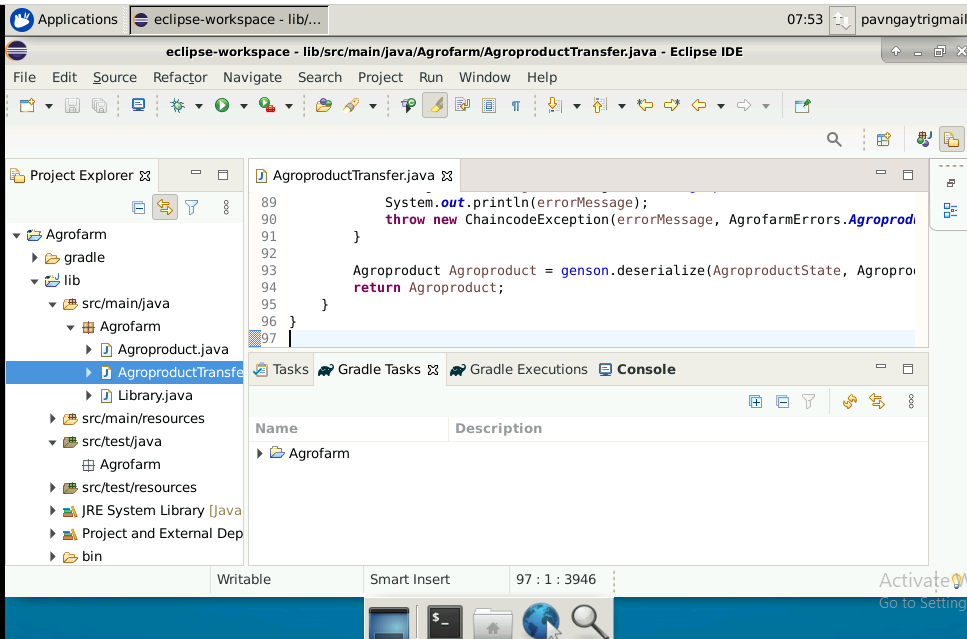 Applications eclipse-workspace - lib/... 07:53 pavngaytrigmail
eclipse-workspace - lib/src/main/java/Agrofarm/AgroproductTransfer.java - Eclipse IDE
File Edit Source Refactor Navigate Search Project Run Window Help
Project Explorer
AgroproductTransfer.java
Agrofarm
gradle
lib
src/main/java
Agrofarm
Agroproduct.java
AgroproductTransfe
Library.java
src/main/resources
src/test/java
Agrofarm
src/test/resources
JRE System Library [Java
Project and External Dep
bin
89 System.out.println(errorMessage);
90 throw new ChaincodeException(errorMessage, AgrofarmErrors.Agroprodu
91 }
92
93 Agroproduct Agroproduct = genson.deserialize(AgroproductState, Agroprod
94 return Agroproduct;
95 }
96 }
97
Tasks Gradle Tasks Gradle Executions Console
Name Description
Agrofarm
Writable Smart Insert 97 : 1 : 3946
Activate W
Go to Setting
$_